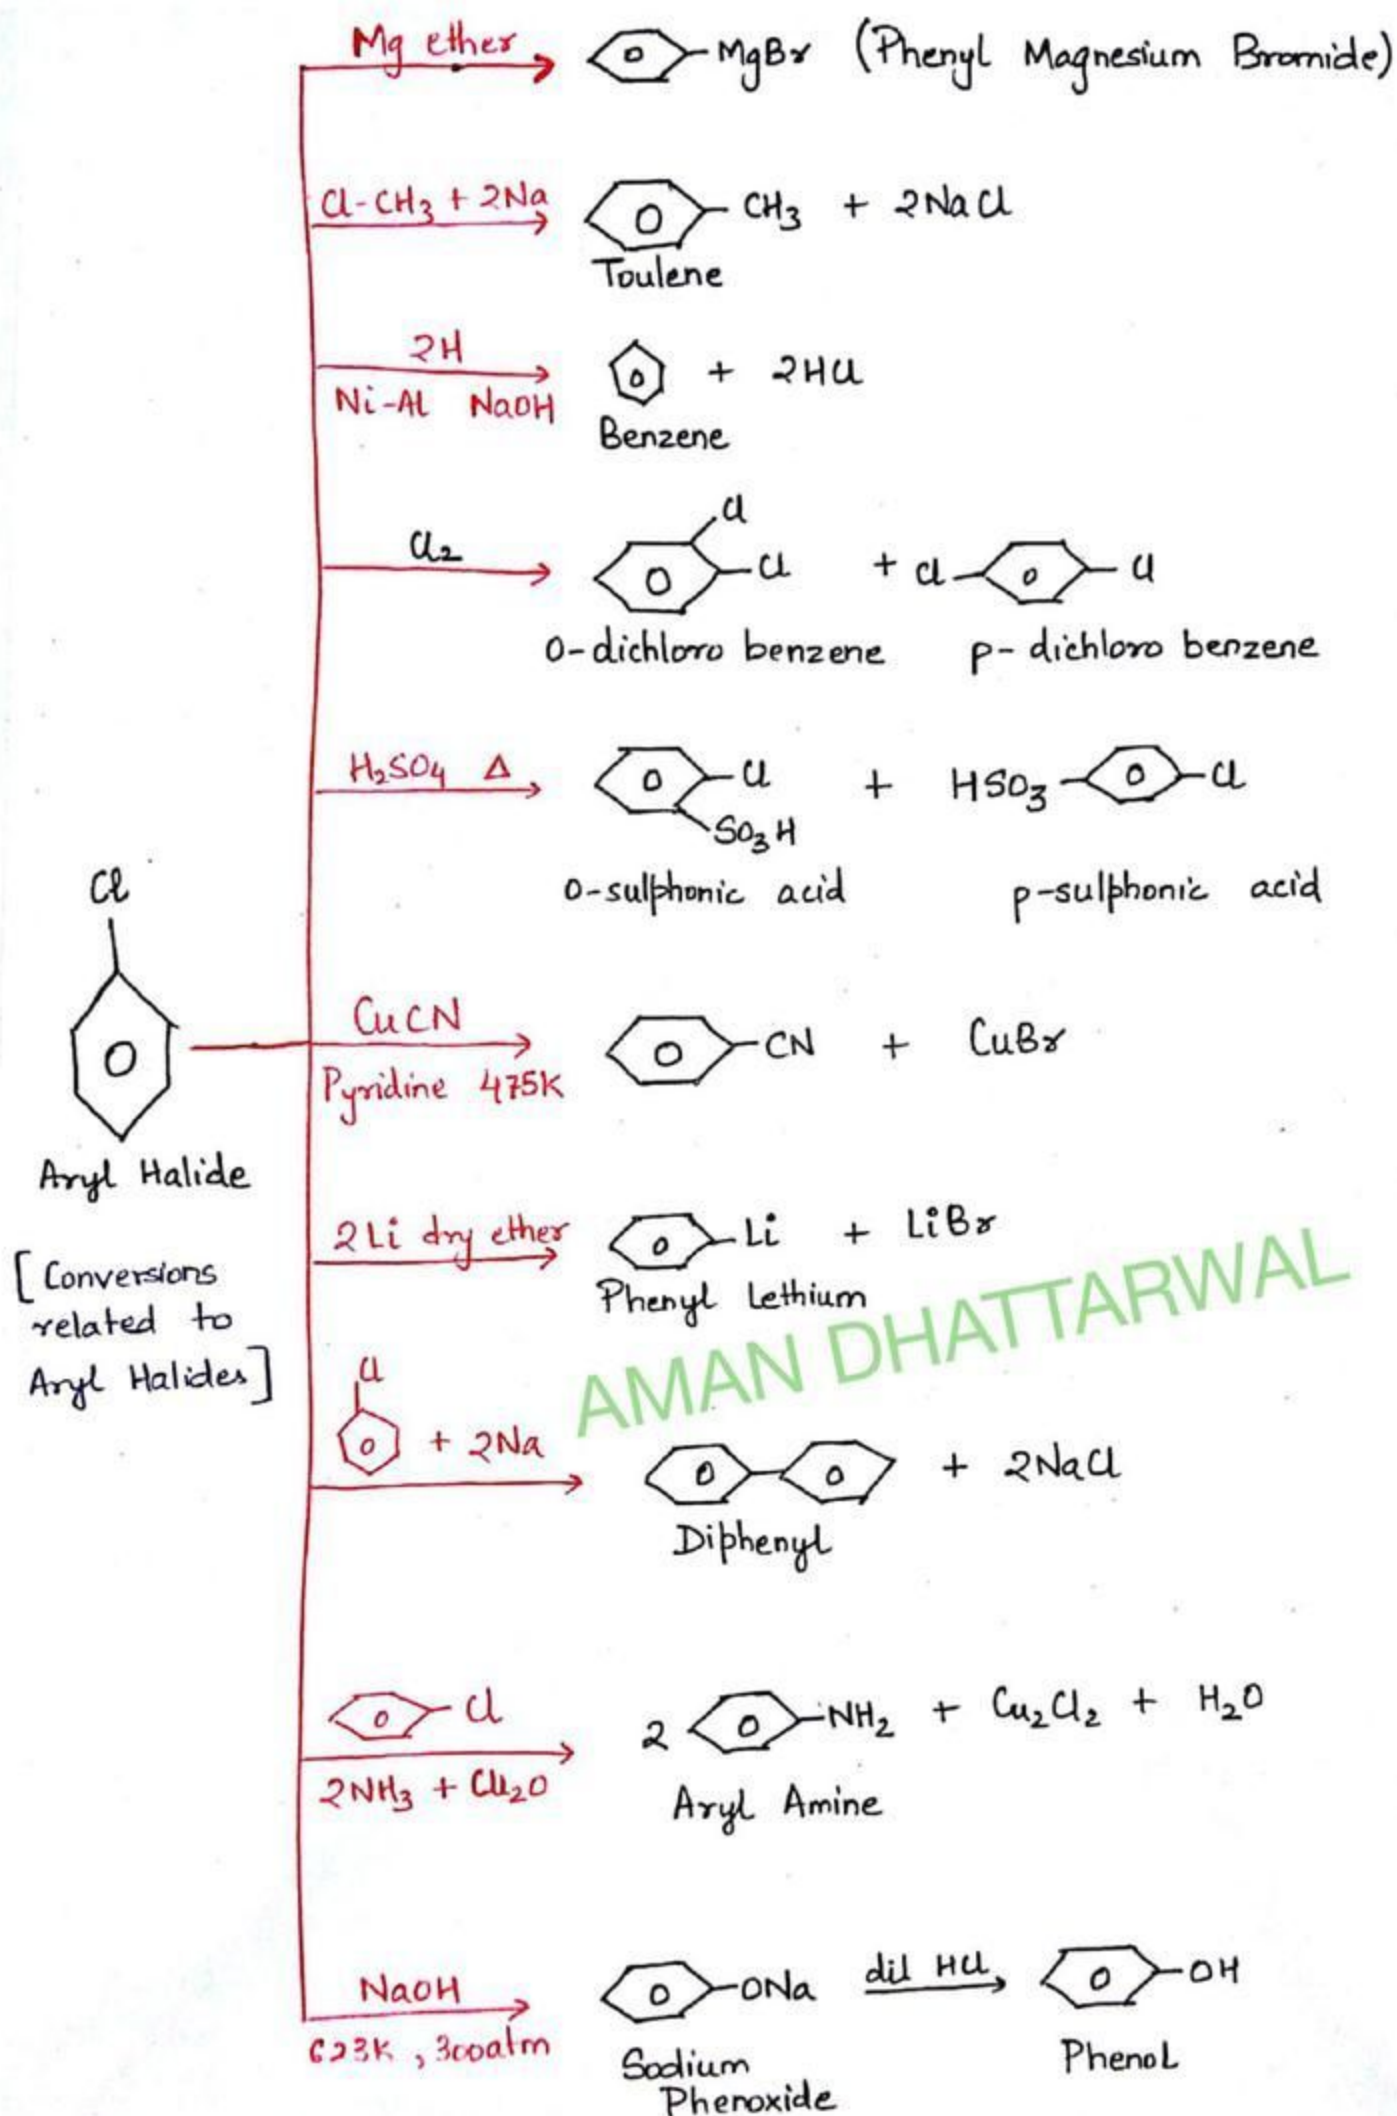 Mg ether
MgBr (Phenyl Magnesium Bromide)
Cl-CH3 + 2Na
CH3 + 2NaCl
Toulene
2H
Ni-Al NaOH
+ 2HCl
Benzene
Cl2
Cl
Cl + Cl Cl
O-dichloro benzene p- dichloro benzene
H2SO4 Δ
Cl + HSO3 Cl
SO3H
O-sulphonic acid p-sulphonic acid
Cl
Aryl Halide
[Conversions
related to
Aryl Halides]
CuCN
Pyridine 475K
CN + CuBr
2Li dry ether
Li + LiBr
Phenyl Lethium
AMAN DHATTARWAL
Cl
+ 2Na
+ 2NaCl
Diphenyl
Cl
2NH3 + Cu2O
2 NH2 + Cu2Cl2 + H2O
Aryl Amine
NaOH
623K, 300atm
ONa dil HCl OH
Sodium
Phenoxide
PhenoL